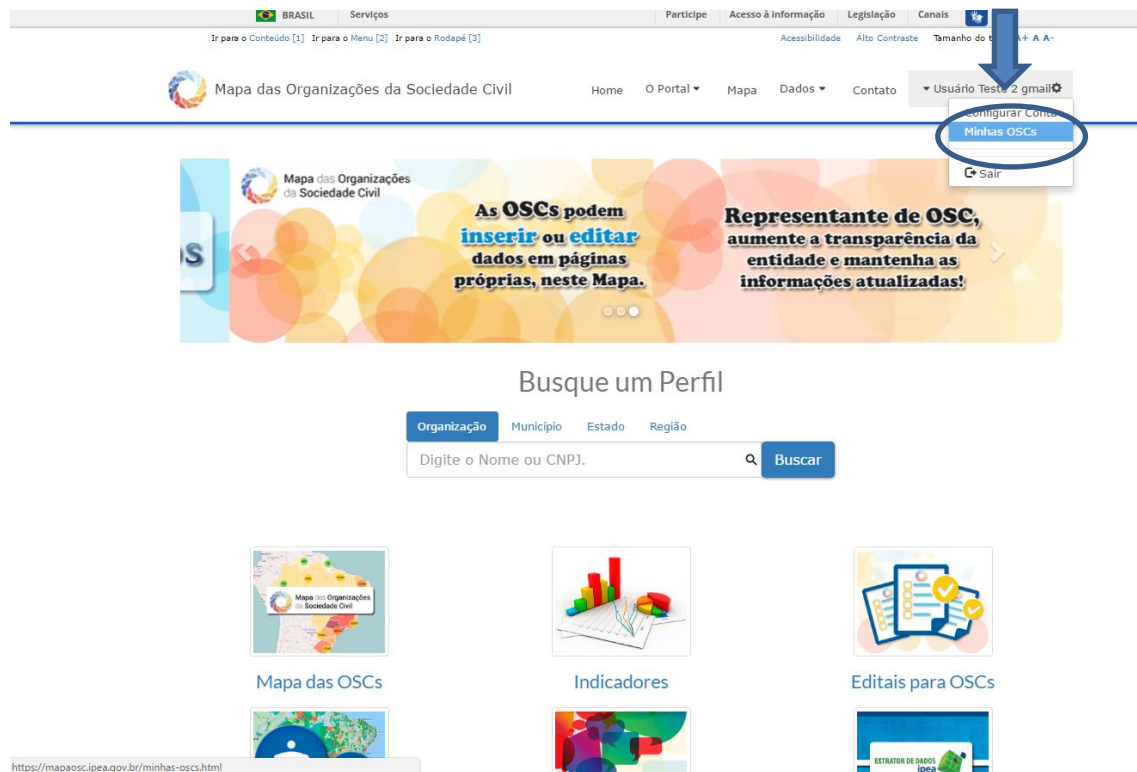 BRASIL Serviços Participe Acesso à informação Legislação Canais
Ir para o Conteúdo [1] Ir para o Menu [2] Ir para o Rodapé [3] Acessibilidade Alto Contraste Tamanho do A+ A A-
Mapa das Organizações da Sociedade Civil Home O Portal Mapa Dados Contato Usuário Teste 2 gmail
Configurar Conta
Minhas OSCs
Sair
Mapa das Organizações
da Sociedade Civil
As OSCs podem
inserir ou editar
dados em páginas
próprias, neste Mapa.
Representante de OSC,
aumente a transparência da
entidade e mantenha as
informações atualizadas!
Busque um Perfil
Organização Município Estado Região
Digite o Nome ou CNPJ. Buscar
Mapa das Organizações
da Sociedade Civil
Mapa das OSCs Indicadores Editais para OSCs
EXTRATOR DE DADOS
ipea
https://mapaosc.ipea.gov.br/minhas-oscs.html